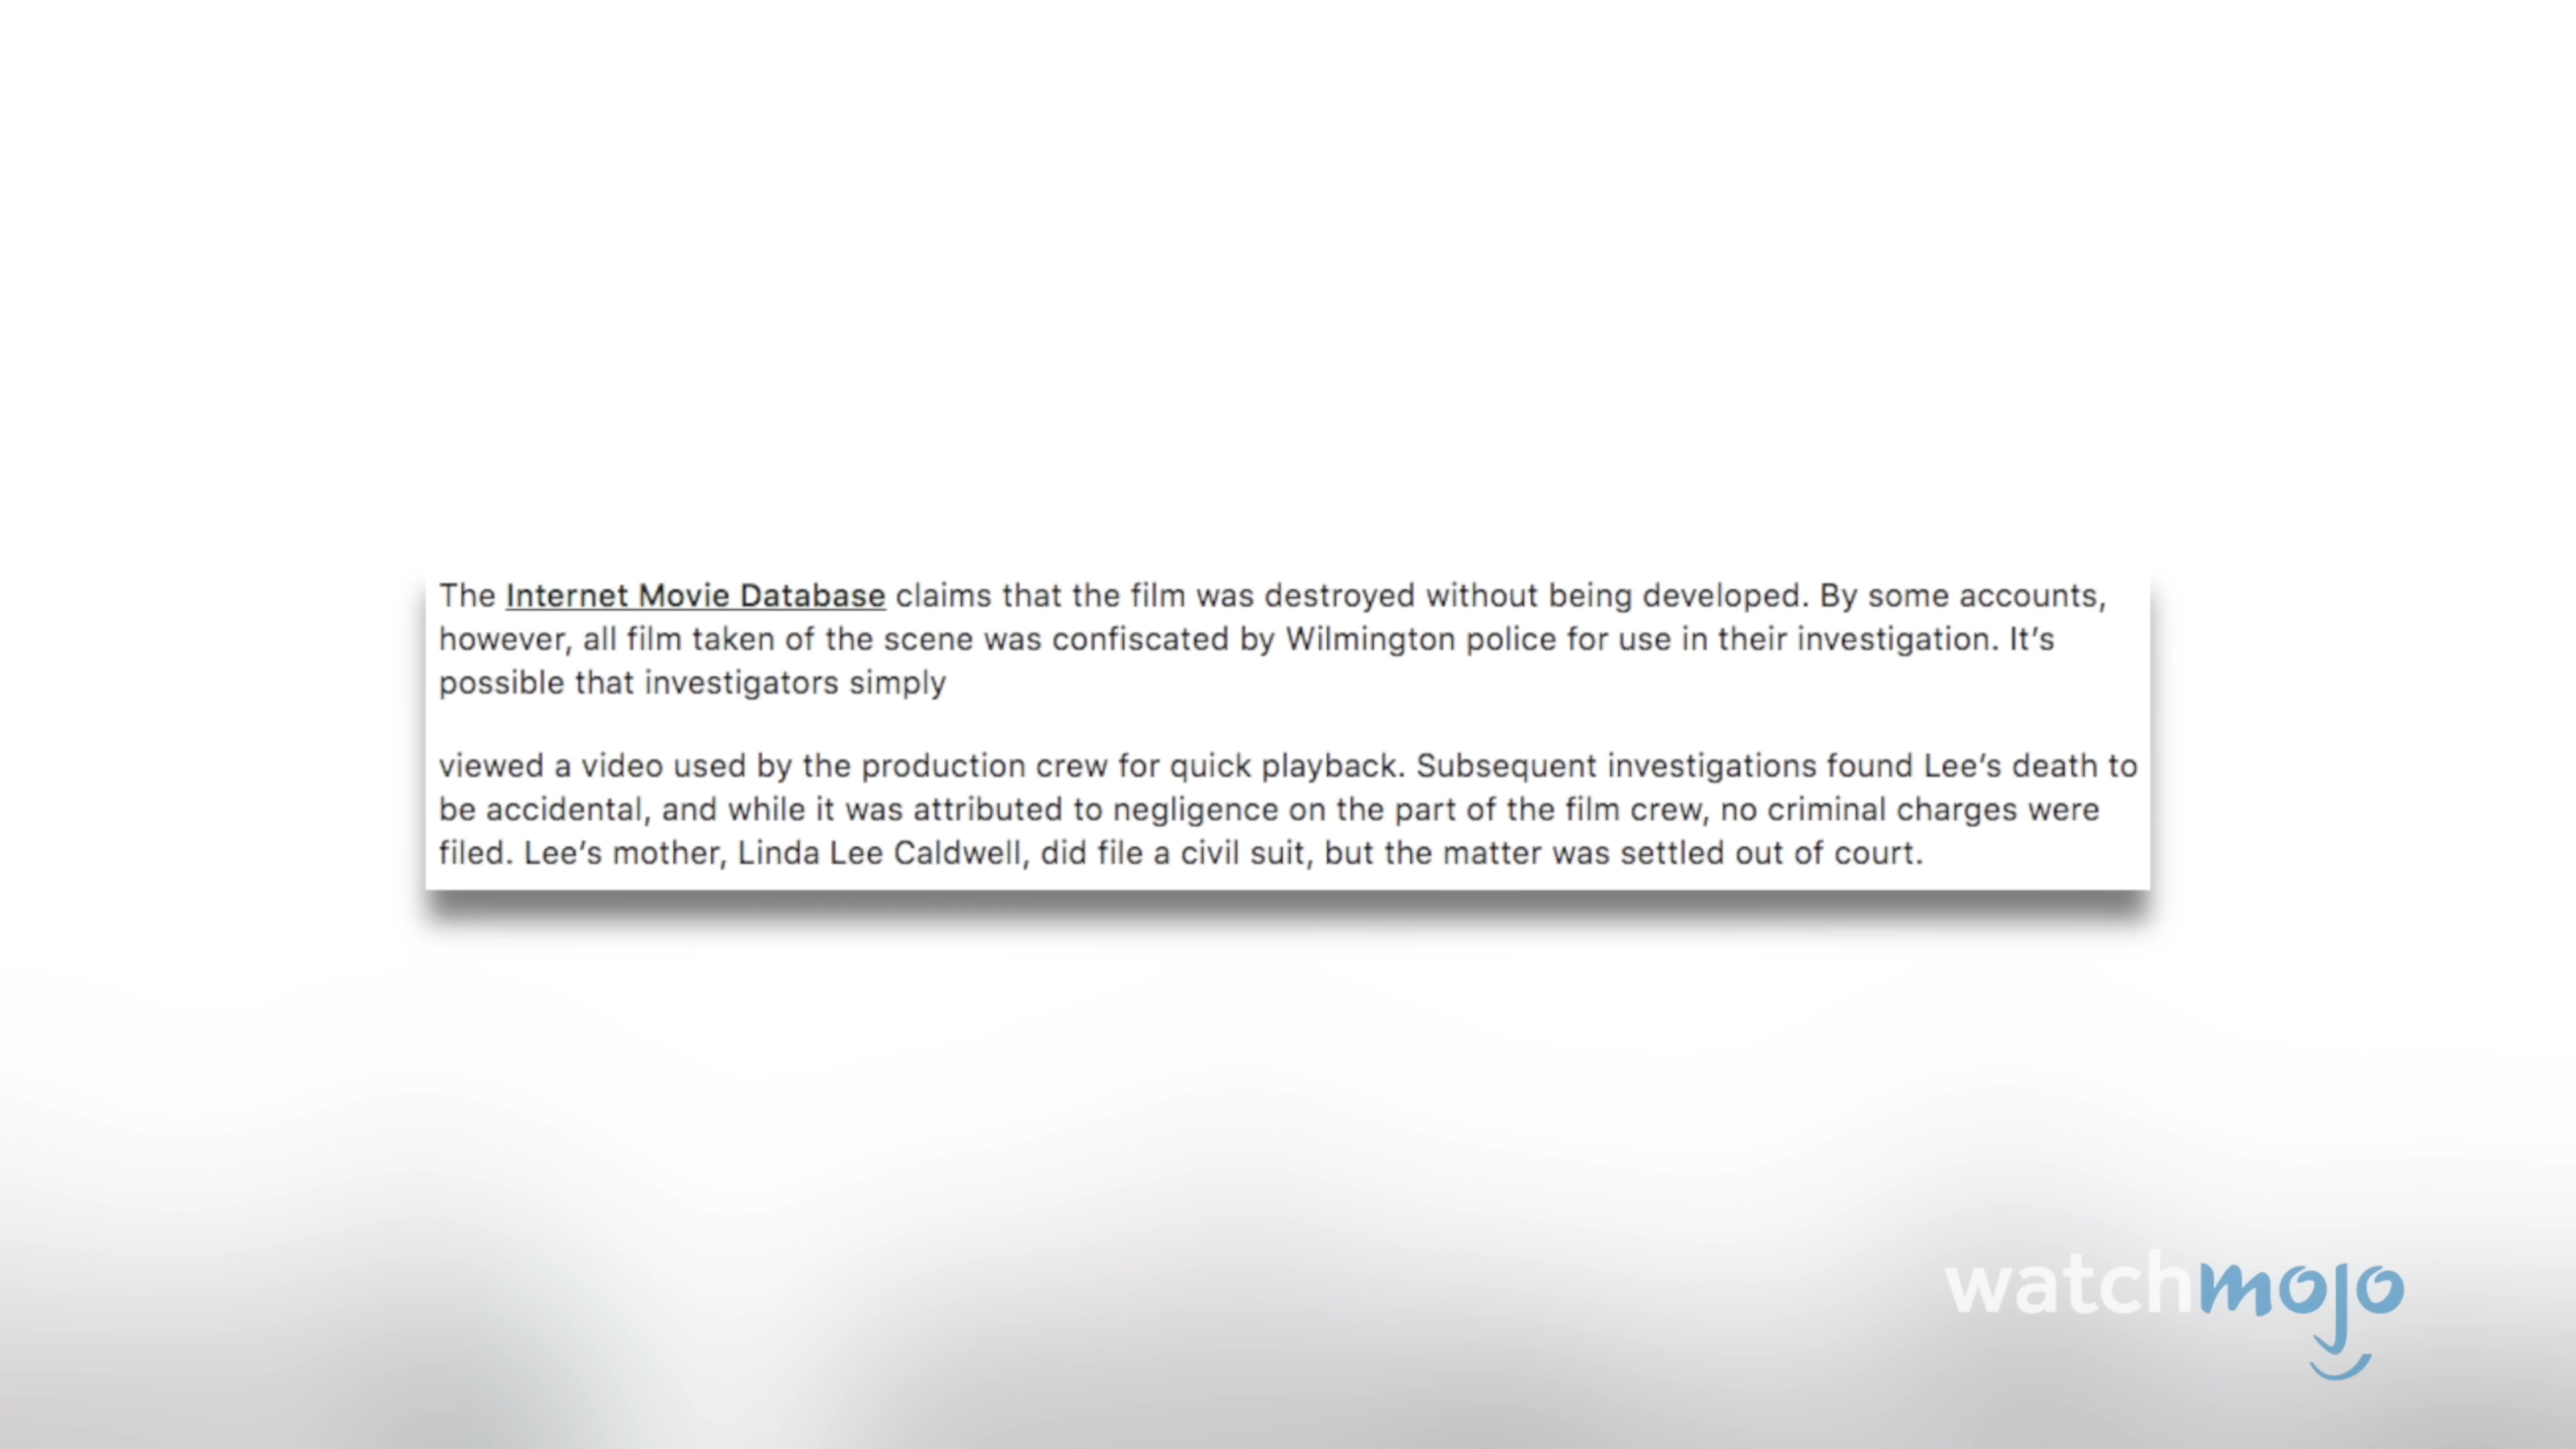 The Internet Movie Database claims that the film was destroyed without being developed. By some accounts,
however, all film taken of the scene was confiscated by Wilmington police for use in their investigation. It’s
possible that investigators simply
viewed a video used by the production crew for quick playback. Subsequent investigations found Lee’s death to
be accidental, and while it was attributed to negligence on the part of the film crew, no criminal charges were
filed. Lee’s mother, Linda Lee Caldwell, did file a civil suit, but the matter was settled out of court.
watchmojo